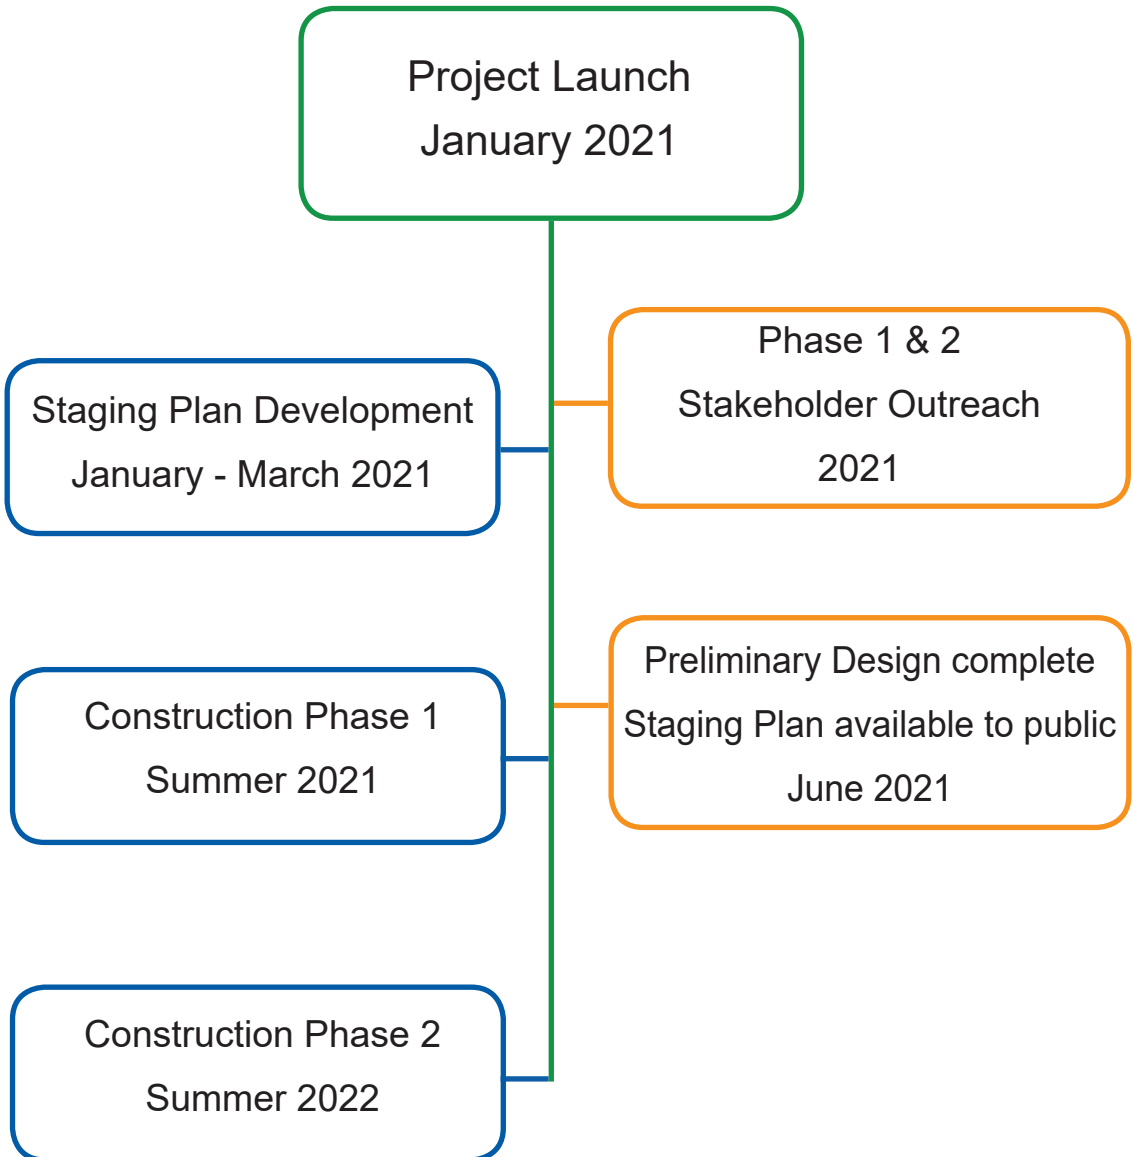 Project Launch
January 2021
Phase 1 & 2
Stakeholder Outreach
2021
Staging Plan Development
January - March 2021
Preliminary Design complete
Staging Plan available to public
June 2021
Construction Phase 1
Summer 2021
Construction Phase 2
Summer 2022